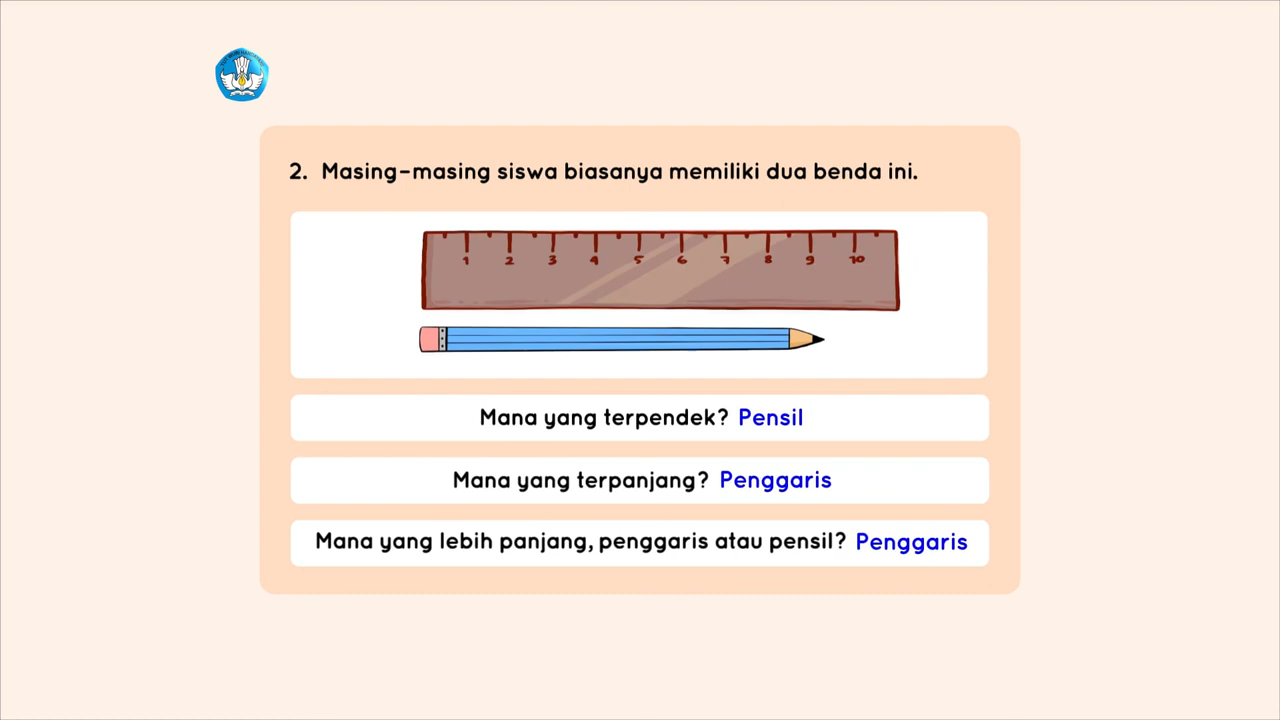 2. Masing-masing siswa biasanya memiliki dua benda ini.
1 2 3 4 5 6 7 8 9 10
Mana yang terpendek? Pensil
Mana yang terpanjang? Penggaris
Mana yang lebih panjang, penggaris atau pensil? Penggaris